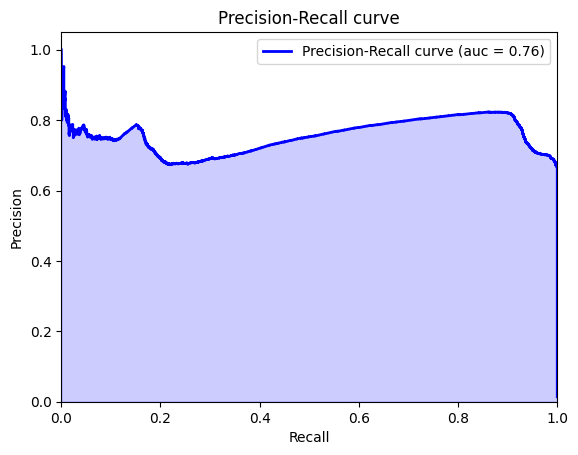 Precision-Recall curve
Precision-Recall curve (auc = 0.76)
1.0
0.8
0.6
0.4
0.2
0.0
Precision
0.0 0.2 0.4 0.6 0.8 1.0
Recall